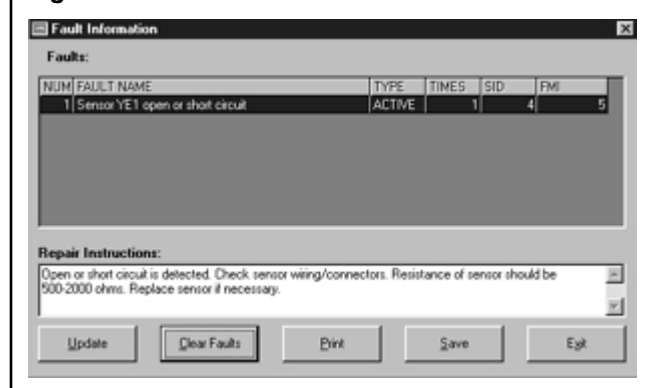 Fault Information
Faults:
NUM FAULT NAME TYPE TIMES SID FMI
1 Sensor YE1 open or short circuit ACTIVE 1 4 5
Repair Instructions:
Open or short circuit is detected. Check sensor wiring/connectors. Resistance of sensor should be
500-2000 ohms. Replace sensor if necessary.
Update Clear Faults Print Save Exit